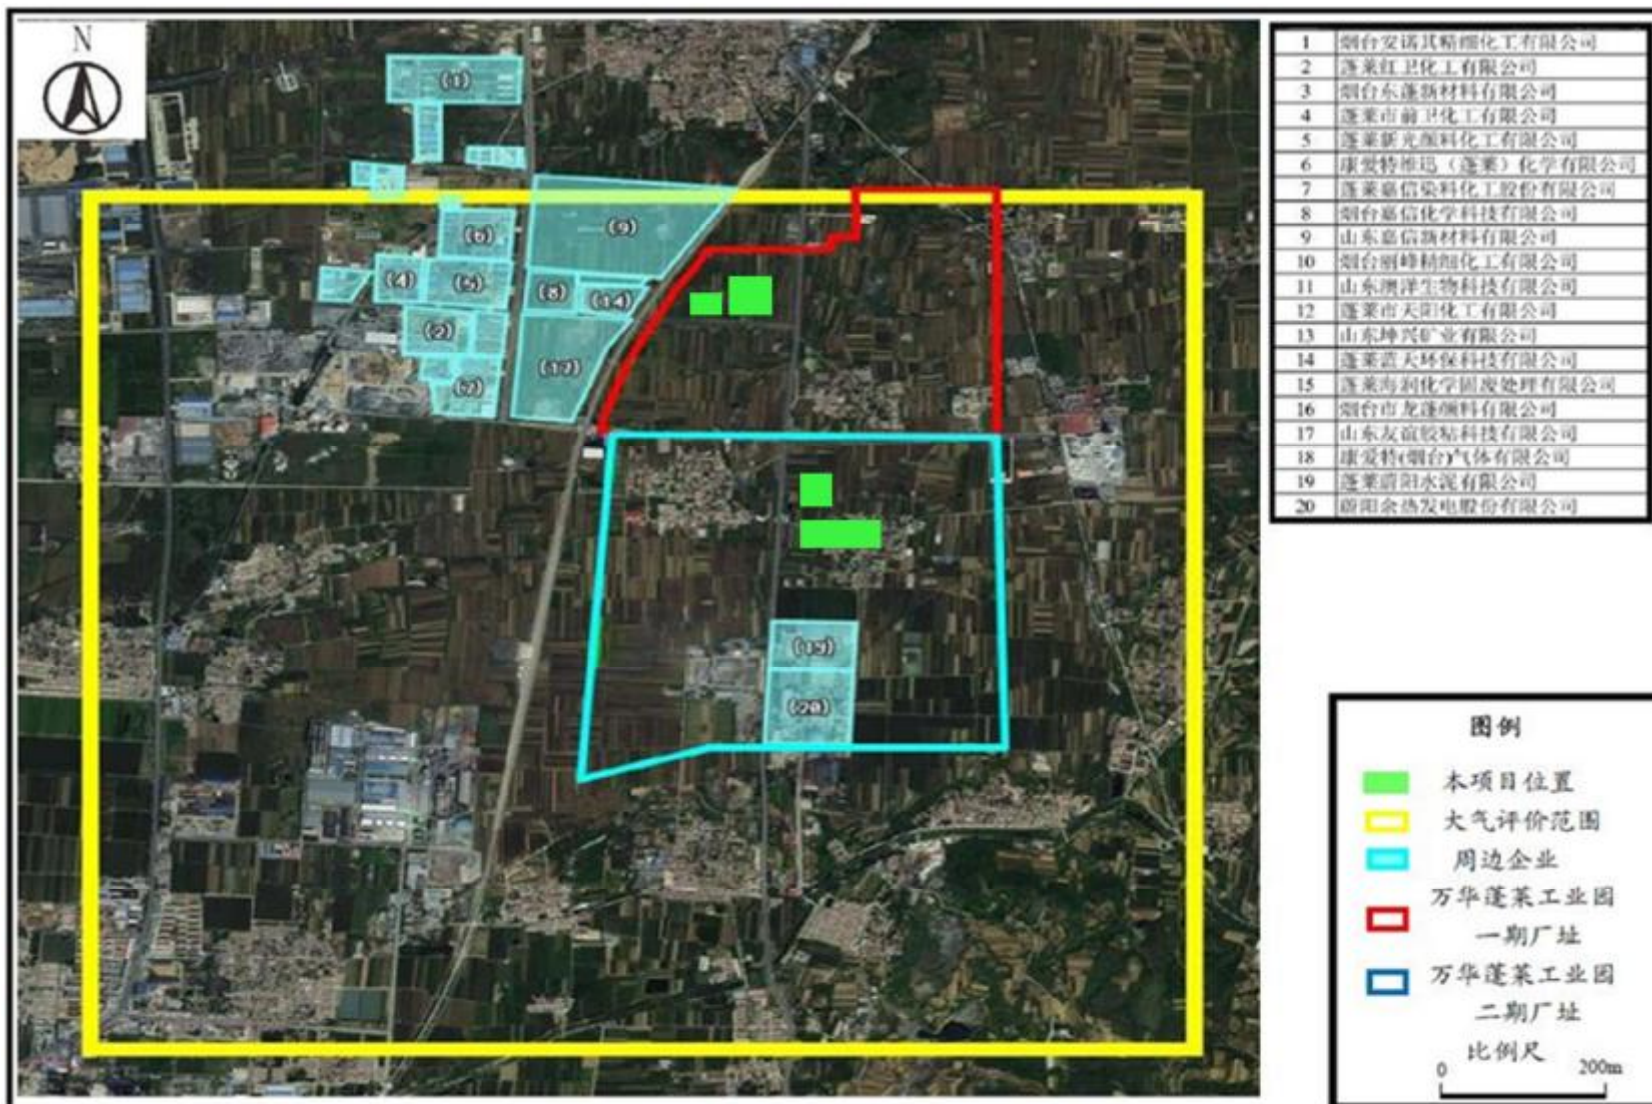 N
(1)
(6)
(9)
(4)
(5)
(8)
(14)
(2)
(7)
(17)
(19)
(20)
1 烟台安诺其精细化工有限公司
2 蓬莱红卫化工有限公司
3 烟台东蓬新材料有限公司
4 蓬莱市前卫化工有限公司
5 蓬莱新光颜料化工有限公司
6 康爱特维迅（蓬莱）化学有限公司
7 蓬莱嘉信染料化工股份有限公司
8 烟台嘉信化学科技有限公司
9 山东嘉信新材料有限公司
10 烟台丽峰精细化工有限公司
11 山东澳洋生物科技有限公司
12 蓬莱市天阳化工有限公司
13 山东坤兴矿业有限公司
14 蓬莱蓝天环保科技有限公司
15 蓬莱海润化学固废处理有限公司
16 烟台市龙蓬颜料有限公司
17 山东友谊胶粘科技有限公司
18 康爱特(烟台)气体有限公司
19 蓬莱蔚阳水泥有限公司
20 蔚阳余热发电股份有限公司
图例
本项目位置
大气评价范围
周边企业
万华蓬莱工业园
一期厂址
万华蓬莱工业园
二期厂址
比例尺
0 200m